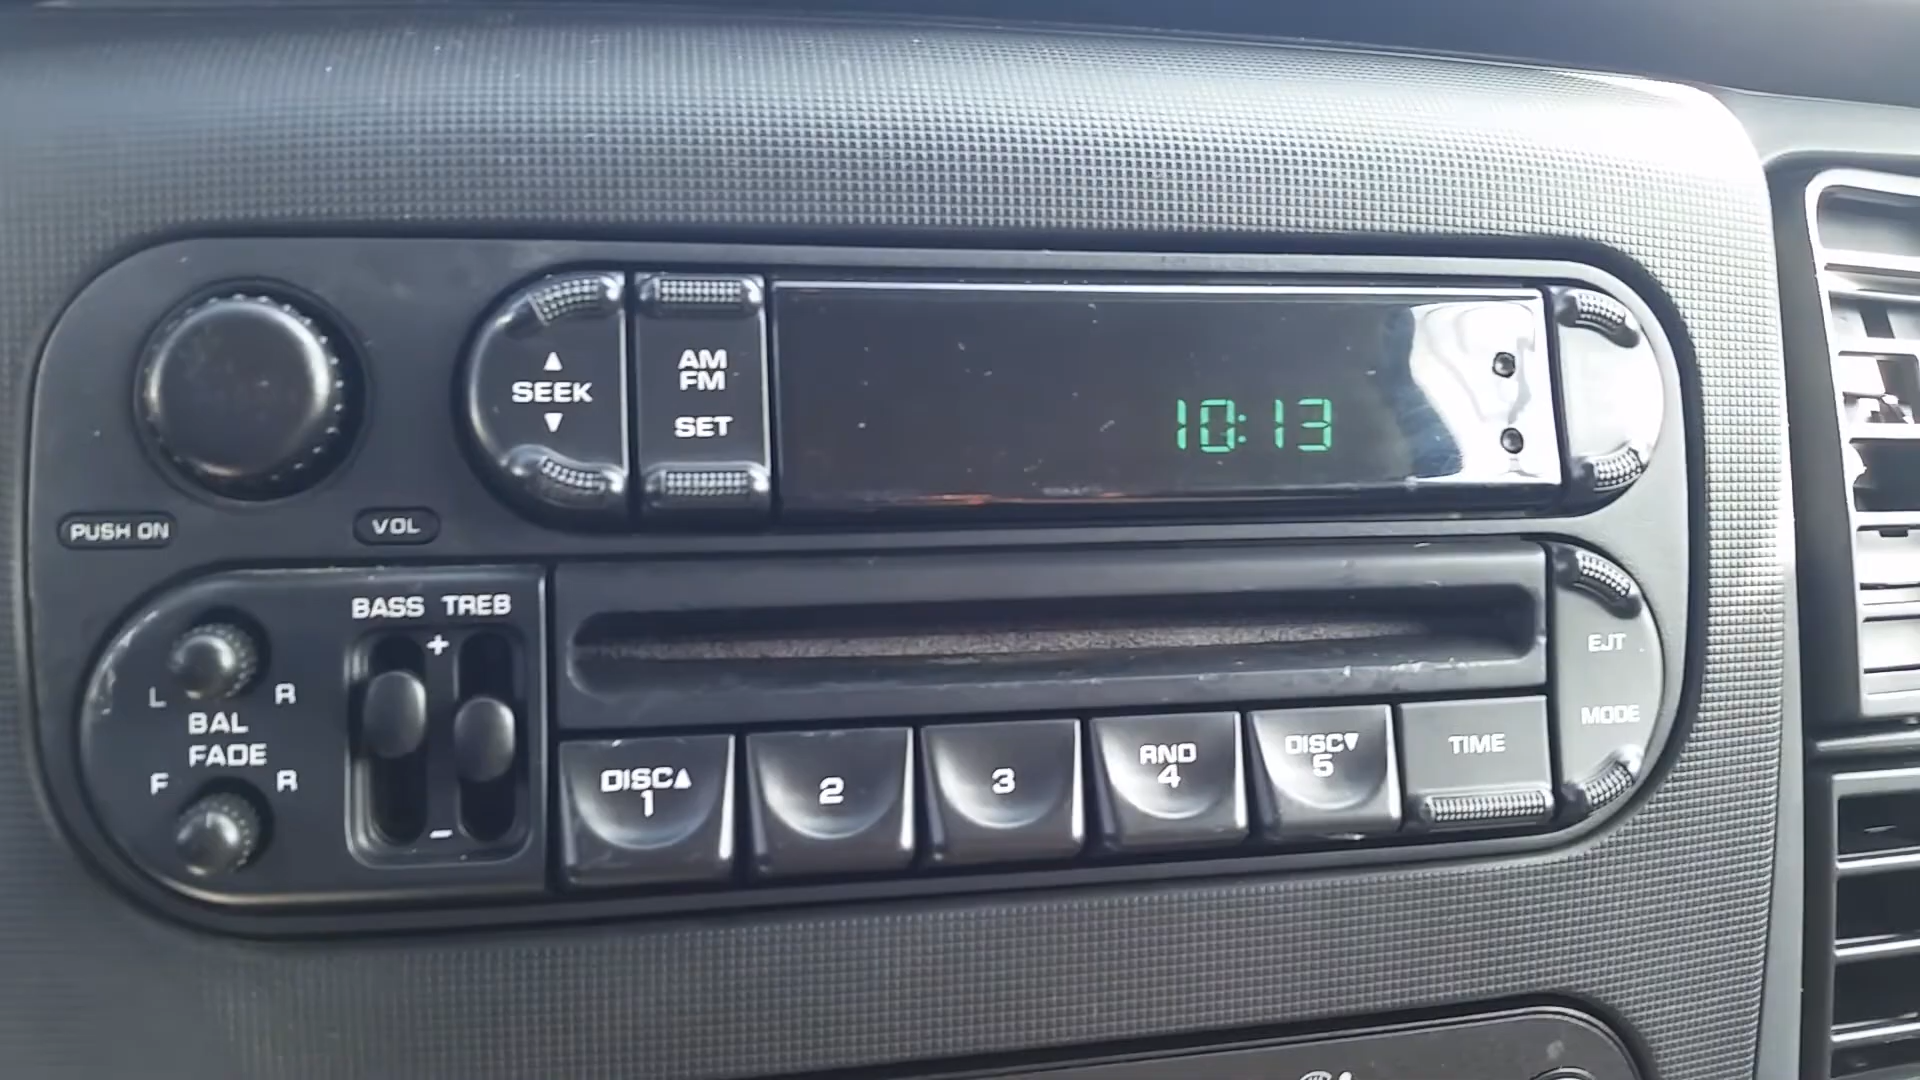 ▲
SEEK
▼
AM
FM
SET
10:13
PUSH ON
VOL
BASS TREB
+
-
L R
BAL
FADE
F R
EJT
MODE
DISC▲
1
2
3
RND
4
DISC▼
5
TIME